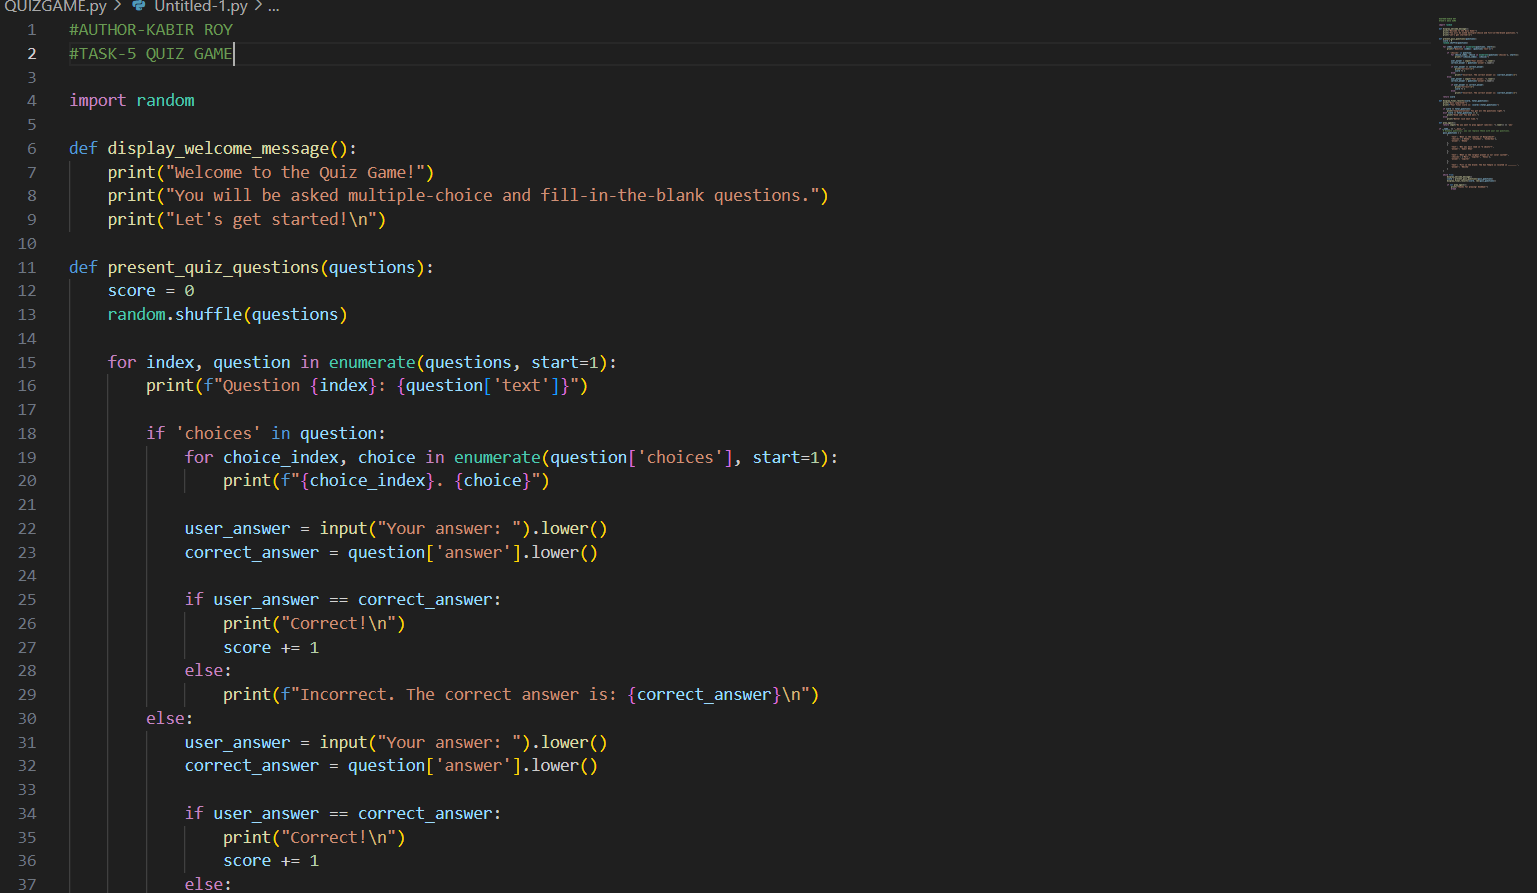 QUIZGAME.py > Untitled-1.py > ...
1 #AUTHOR-KABIR ROY
2 #TASK-5 QUIZ GAME
3
4 import random
5
6 def display_welcome_message():
7     print("Welcome to the Quiz Game!")
8     print("You will be asked multiple-choice and fill-in-the-blank questions.")
9     print("Let's get started!\n")
10
11 def present_quiz_questions(questions):
12     score = 0
13     random.shuffle(questions)
14
15     for index, question in enumerate(questions, start=1):
16         print(f"Question {index}: {question['text']}")
17
18         if 'choices' in question:
19             for choice_index, choice in enumerate(question['choices'], start=1):
20                 print(f"{choice_index}. {choice}")
21
22             user_answer = input("Your answer: ").lower()
23             correct_answer = question['answer'].lower()
24
25             if user_answer == correct_answer:
26                 print("Correct!\n")
27                 score += 1
28             else:
29                 print(f"Incorrect. The correct answer is: {correct_answer}\n")
30         else:
31             user_answer = input("Your answer: ").lower()
32             correct_answer = question['answer'].lower()
33
34             if user_answer == correct_answer:
35                 print("Correct!\n")
36                 score += 1
37             else: